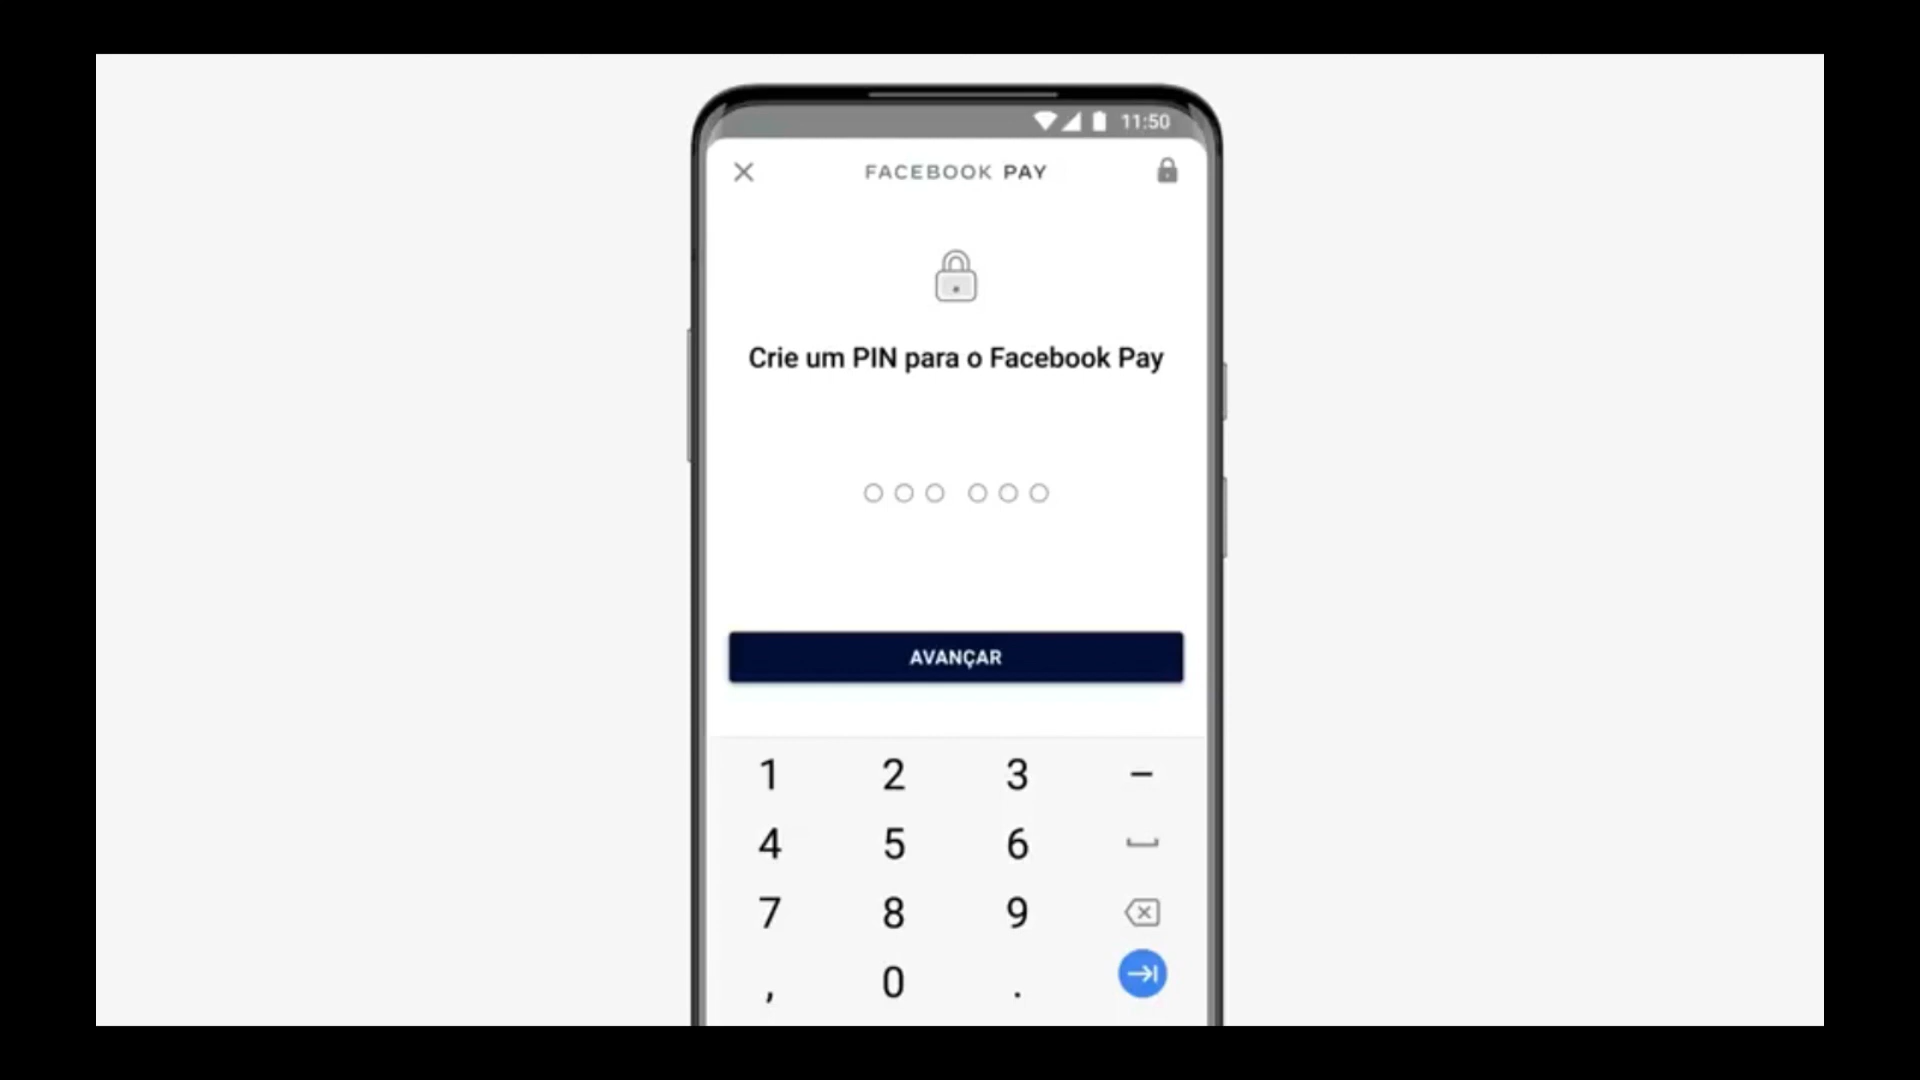 11:50
FACEBOOK PAY
Crie um PIN para o Facebook Pay
AVANÇAR
1 2 3 –
4 5 6
7 8 9
, 0 .